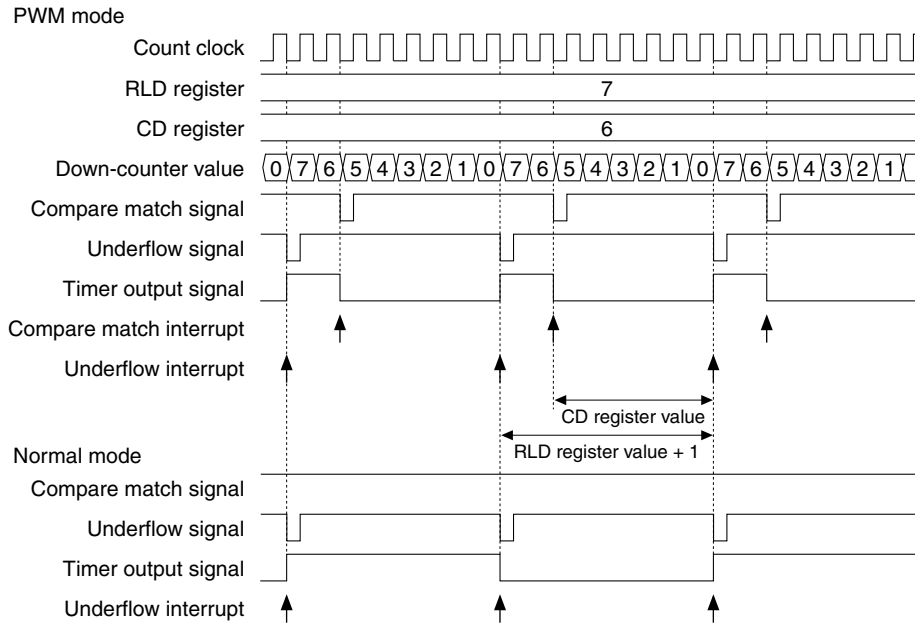 PWM mode
Count clock
RLD register 7
CD register 6
Down-counter value 0 7 6 5 4 3 2 1 0 7 6 5 4 3 2 1 0 7 6 5 4 3 2 1
Compare match signal
Underflow signal
Timer output signal
Compare match interrupt
Underflow interrupt
CD register value
RLD register value + 1
Normal mode
Compare match signal
Underflow signal
Timer output signal
Underflow interrupt